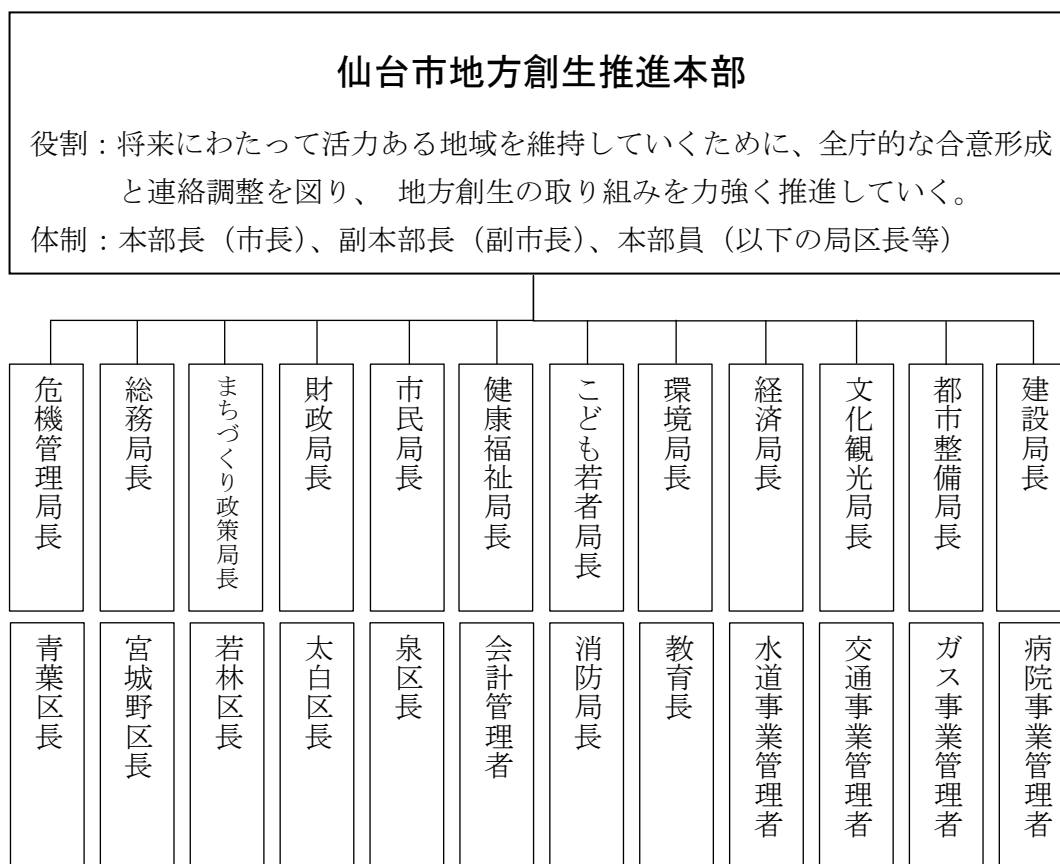 仙台市地方創生推進本部
役割：将来にわたって活力ある地域を維持していくために、全庁的な合意形成
と連絡調整を図り、　地方創生の取り組みを力強く推進していく。
体制：本部長（市長）、副本部長（副市長）、本部員（以下の局区長等）
危機管理局長
総務局長
まちづくり政策局長
財政局長
市民局長
健康福祉局長
こども若者局長
環境局長
経済局長
文化観光局長
都市整備局長
建設局長
青葉区長
宮城野区長
若林区長
太白区長
泉区長
会計管理者
消防局長
教育長
水道事業管理者
交通事業管理者
ガス事業管理者
病院事業管理者